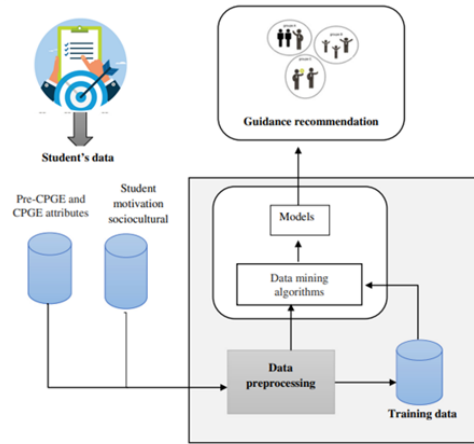 Guidance recommendation
Student's data
Pre-CPGE and
CPGE attributes
Student
motivation
sociocultural
Models
Data mining
algorithms
Data
preprocessing
Training data